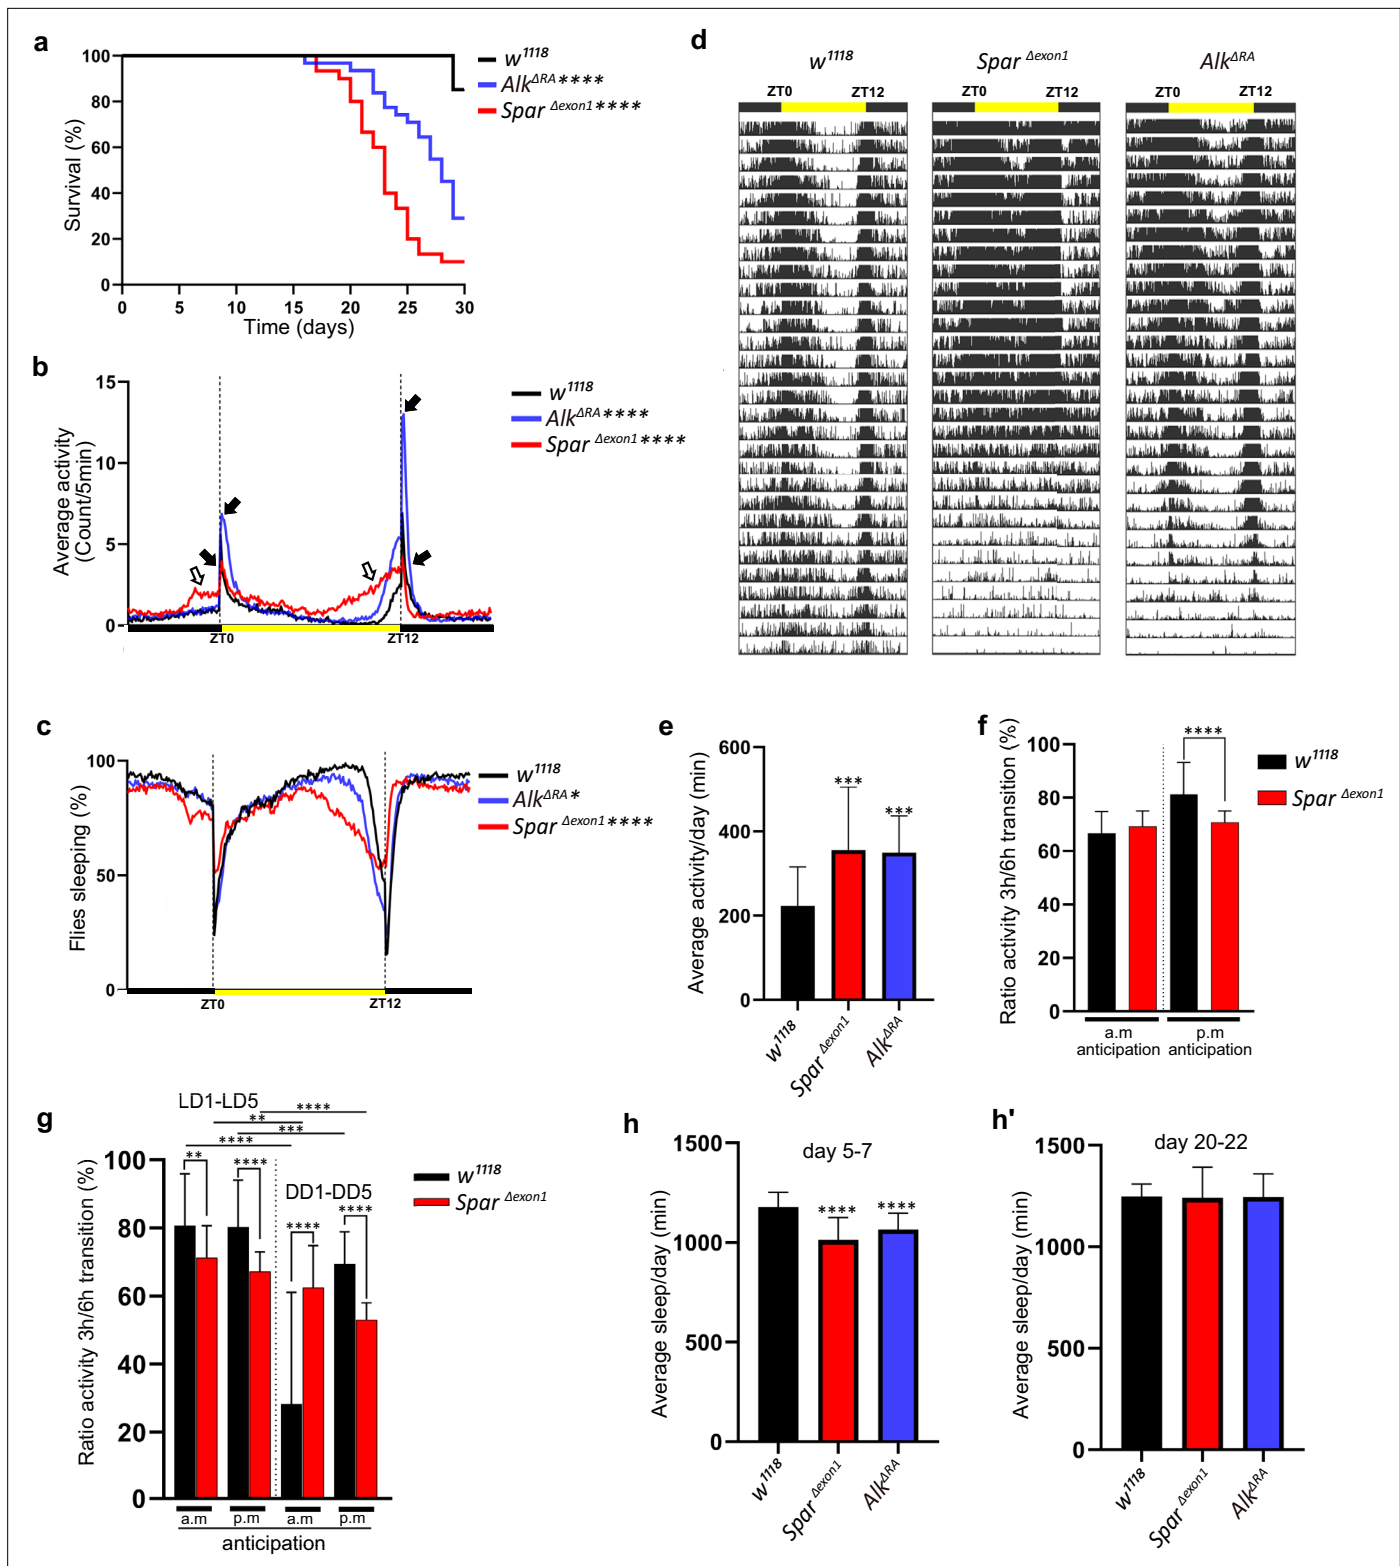 a
100
80
60
40
20
0
Survival (%)
0 5 10 15 20 25 30
Time (days)
w1118
AlkΔRA****
Spar Δexon1****
b
15
10
5
0
Average activity
(Count/5min)
ZT0 ZT12
w1118
AlkΔRA****
Spar Δexon1****
c
100
50
0
Flies sleeping (%)
ZT0 ZT12
w1118
AlkΔRA*
Spar Δexon1****
d
w1118 Spar Δexon1 AlkΔRA
ZT0 ZT12 ZT0 ZT12 ZT0 ZT12
e
600
400
200
0
Average activity/day (min)
*** ***
w1118 Spar Δexon1 AlkΔRA
f
100
80
60
40
20
0
Ratio activity 3h/6h transition (%)
****
w1118
Spar Δexon1
a.m p.m
anticipation anticipation
g
LD1-LD5
****
**
***
****
** ****
DD1-DD5
**** ****
100
80
60
40
20
0
Ratio activity 3h/6h transition (%)
w1118
Spar Δexon1
a.m p.m a.m p.m
anticipation
h
day 5-7
1500
1000
500
0
Average sleep/day (min)
**** ****
w1118 Spar Δexon1 AlkΔRA
h'
day 20-22
1500
1000
500
0
Average sleep/day (min)
w1118 Spar Δexon1 AlkΔRA